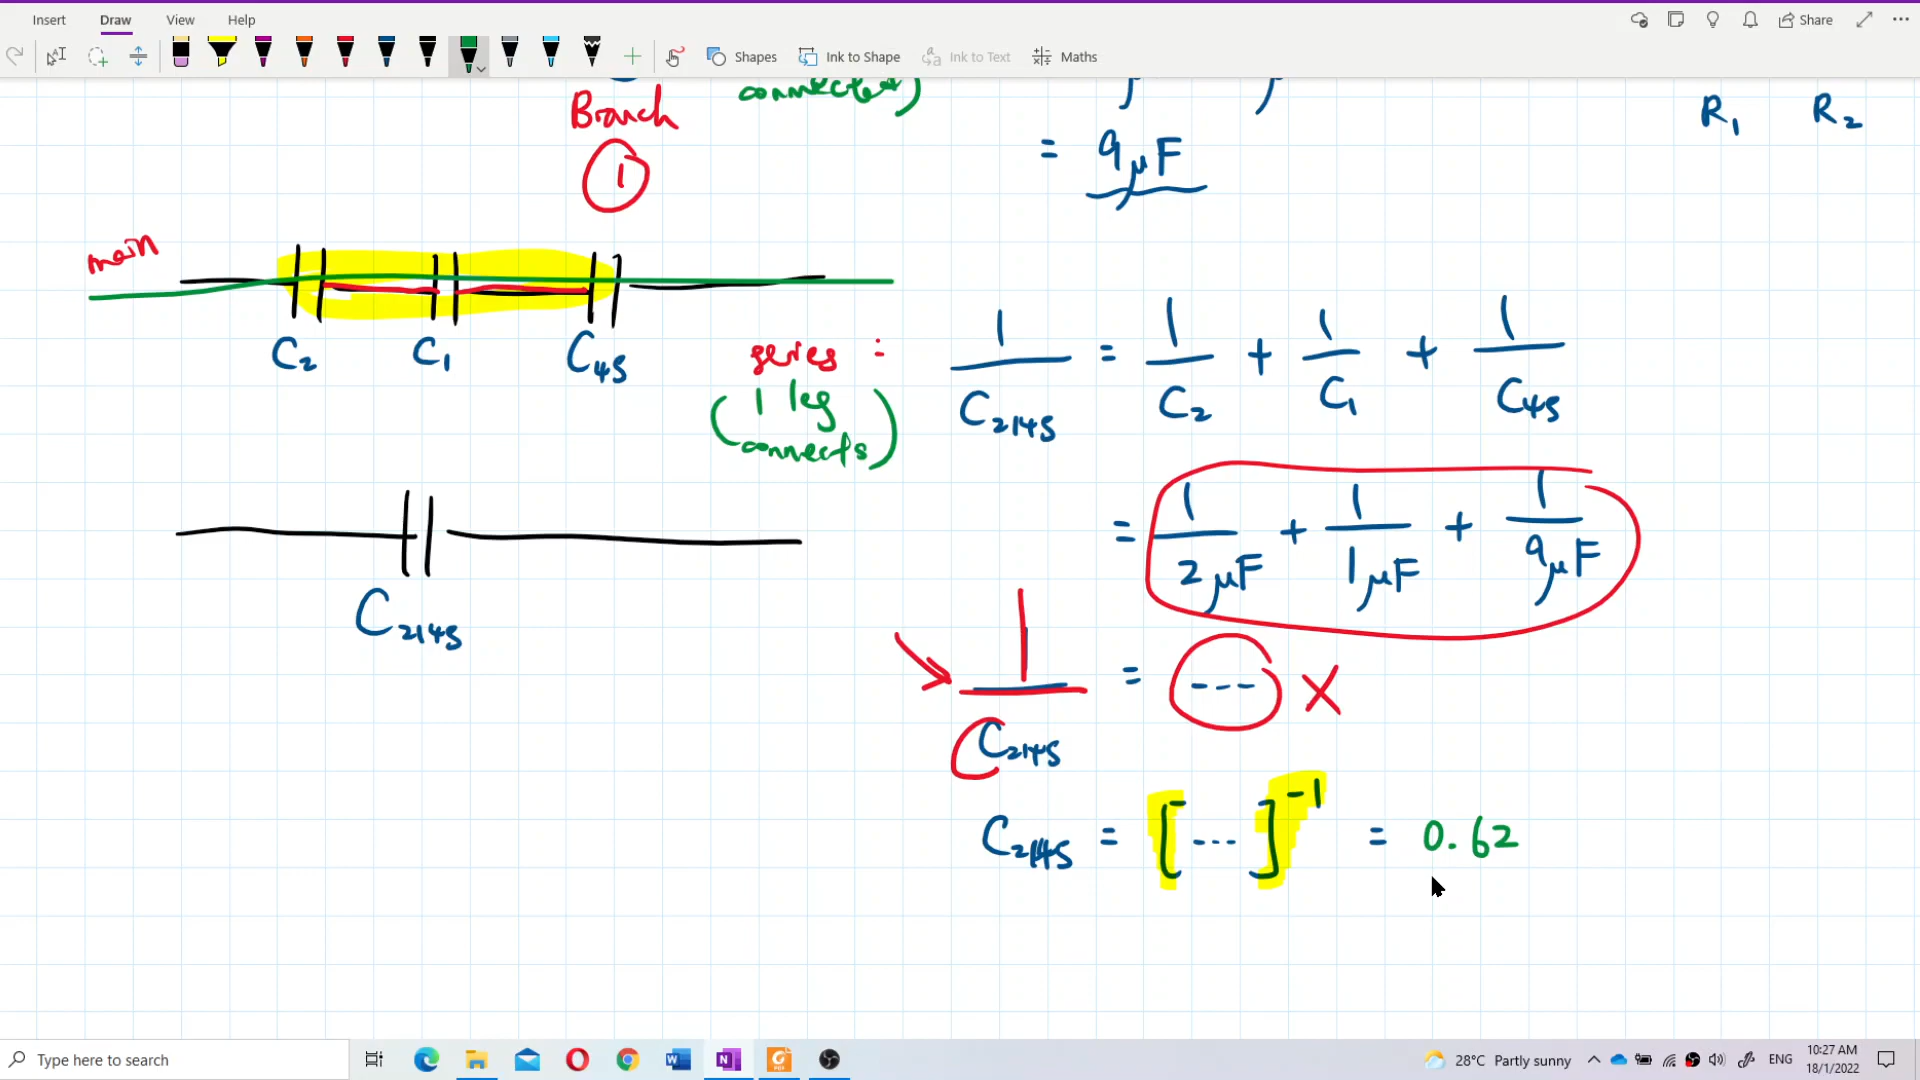 Insert Draw View Help Share
Shapes Ink to Shape Ink to Text Maths
connected)
Branch
1
= 9μF
R1 R2
main
C2 C1 C45
series :
(1 leg
connects)
1/C2145 = 1/C2 + 1/C1 + 1/C45
= 1/2μF + 1/1μF + 1/9μF
C2145
1/C2145 = --- X
C2145 = [...]^-1 = 0.62
Type here to search
28°C Partly sunny
ENG
10:27 AM
18/1/2022